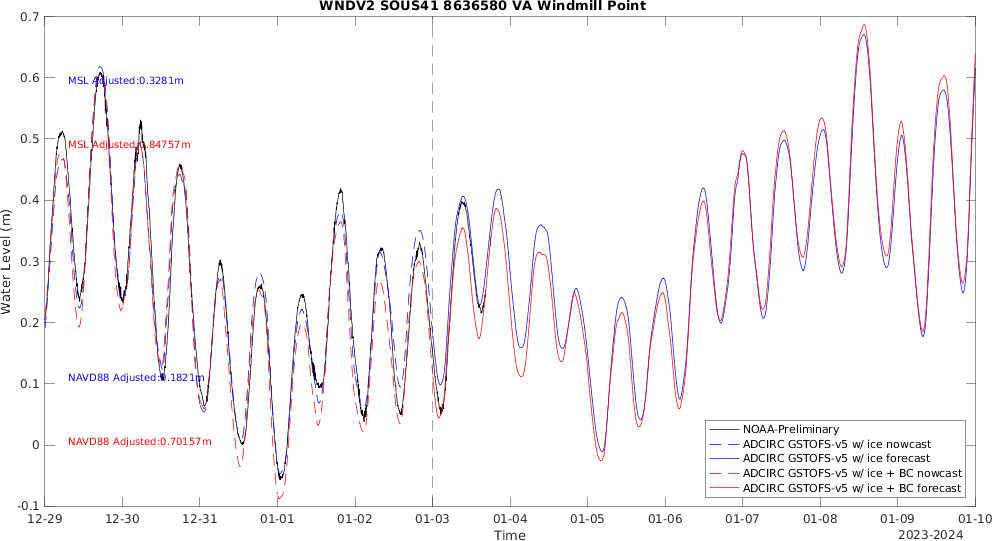 WNDV2 SOUS41 8636580 VA Windmill Point
0.7
0.6
0.5
0.4
0.3
0.2
0.1
0
-0.1
Water Level (m)
MSL Adjusted:0.3281m
MSL Adjusted:0.84757m
NAVD88 Adjusted:0.1821m
NAVD88 Adjusted:0.70157m
NOAA-Preliminary
ADCIRC GSTOFS-v5 w/ ice nowcast
ADCIRC GSTOFS-v5 w/ ice forecast
ADCIRC GSTOFS-v5 w/ ice + BC nowcast
ADCIRC GSTOFS-v5 w/ ice + BC forecast
12-29 12-30 12-31 01-01 01-02 01-03 01-04 01-05 01-06 01-07 01-08 01-09 01-10
Time
2023-2024